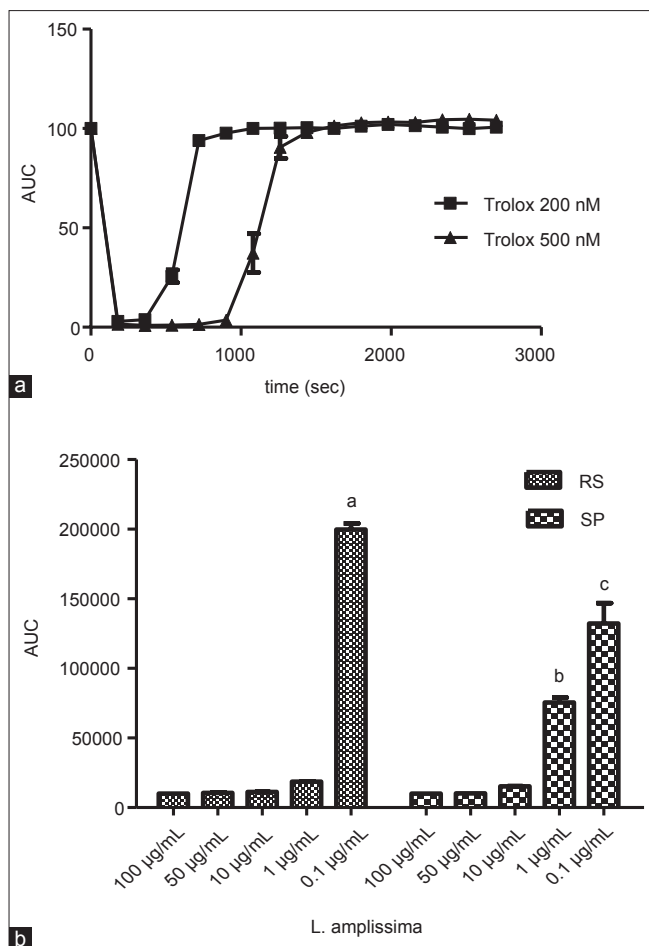 150
100
50
0
AUC
0
1000
2000
3000
time (sec)
Trolox 200 nM
Trolox 500 nM
a
250000
200000
150000
100000
50000
0
AUC
RS
SP
a
b
c
100 µg/mL
50 µg/mL
10 µg/mL
1 µg/mL
0.1 µg/mL
100 µg/mL
50 µg/mL
10 µg/mL
1 µg/mL
0.1 µg/mL
L. amplissima
b